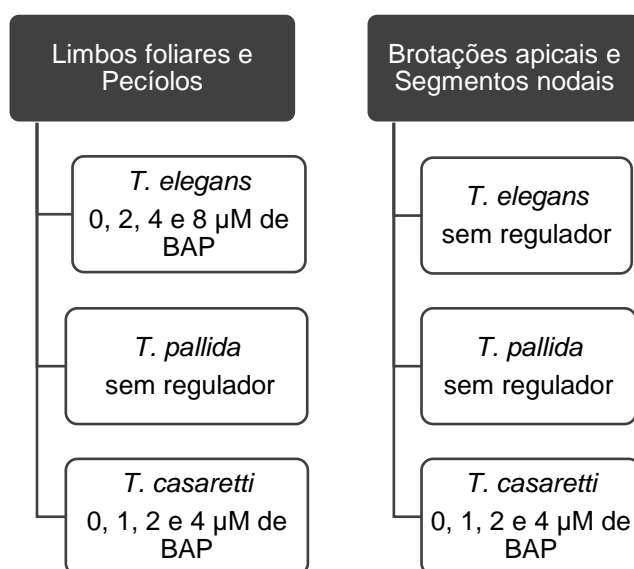 Limbos foliares e
Pecíolos
T. elegans
0, 2, 4 e 8 µM de
BAP
T. pallida
sem regulador
T. casaretti
0, 1, 2 e 4 µM de
BAP
Brotações apicais e
Segmentos nodais
T. elegans
sem regulador
T. pallida
sem regulador
T. casaretti
0, 1, 2 e 4 µM de
BAP